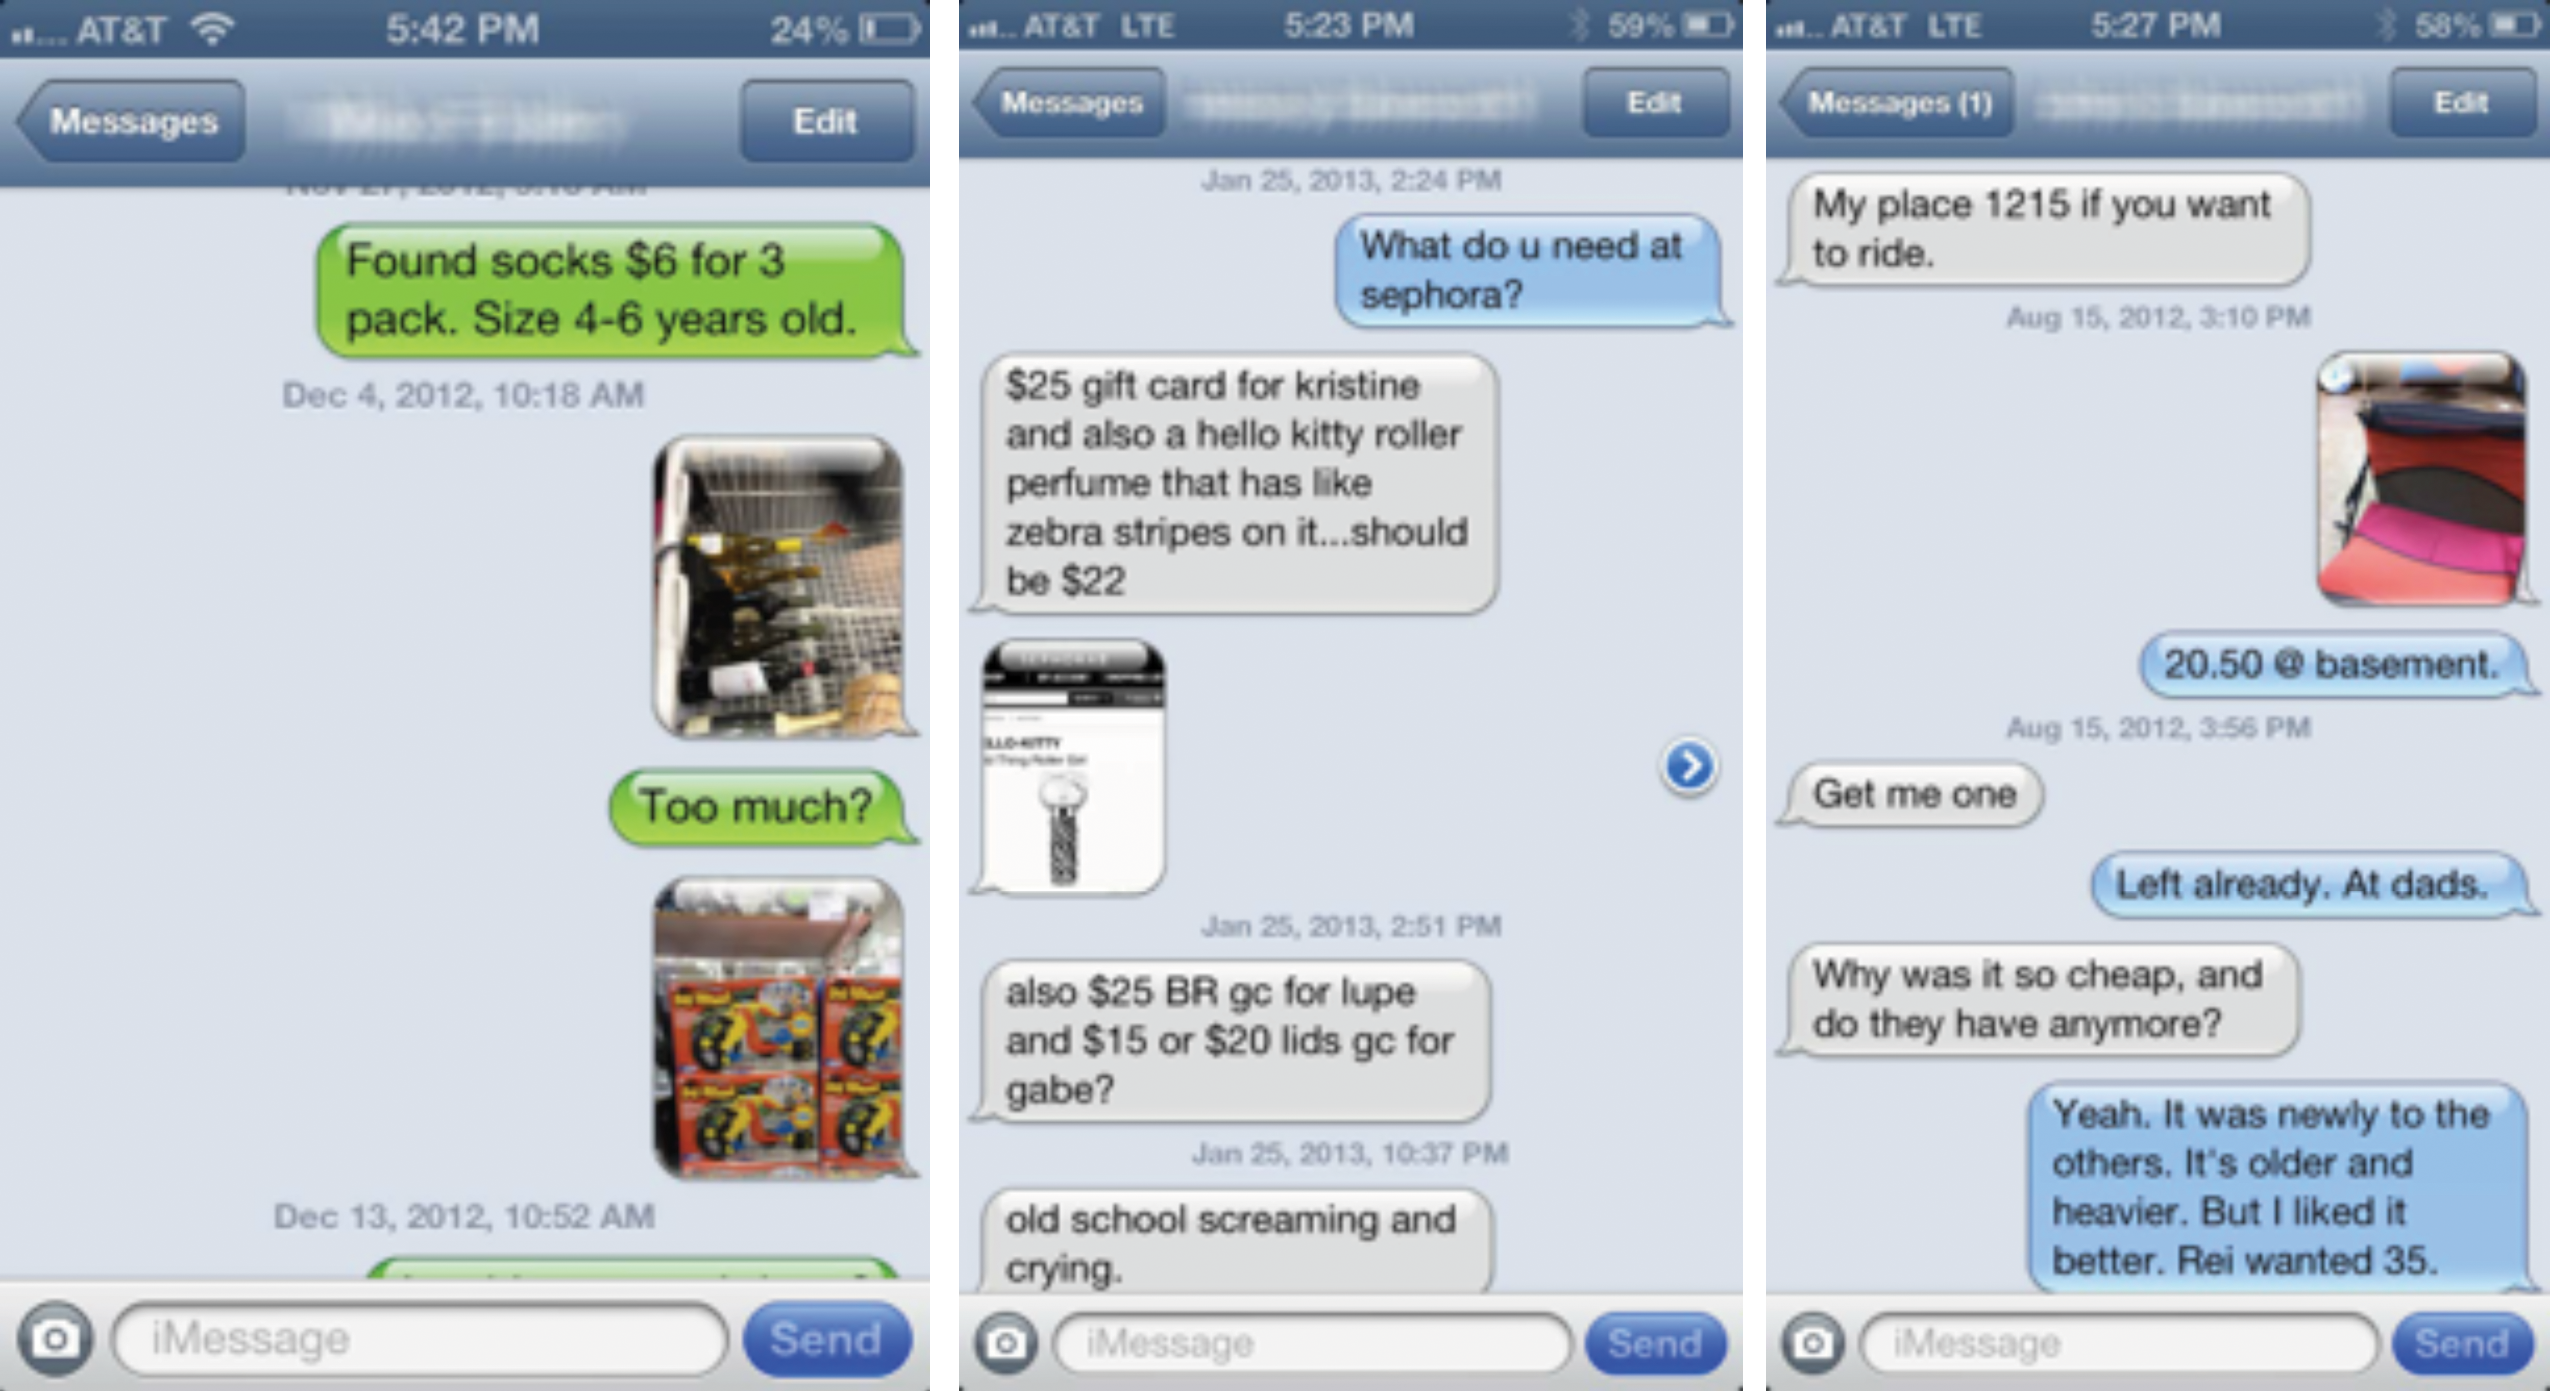 AT&T 5:42 PM 24%
Messages Edit
Found socks $6 for 3
pack. Size 4-6 years old.
Dec 4, 2012, 10:18 AM
Too much?
Dec 13, 2012, 10:52 AM
iMessage Send
AT&T LTE 5:23 PM 59%
Messages Edit
Jan 25, 2013, 2:24 PM
What do u need at
sephora?
$25 gift card for kristine
and also a hello kitty roller
perfume that has like
zebra stripes on it...should
be $22
LLO KITTY
Jan 25, 2013, 2:51 PM
also $25 BR gc for lupe
and $15 or $20 lids gc for
gabe?
Jan 25, 2013, 10:37 PM
old school screaming and
crying.
iMessage Send
AT&T LTE 5:27 PM 58%
Messages (1) Edit
My place 1215 if you want
to ride.
Aug 15, 2012, 3:10 PM
20.50 @ basement.
Aug 15, 2012, 3:56 PM
Get me one
Left already. At dads.
Why was it so cheap, and
do they have anymore?
Yeah. It was newly to the
others. It's older and
heavier. But I liked it
better. Rei wanted 35.
iMessage Send